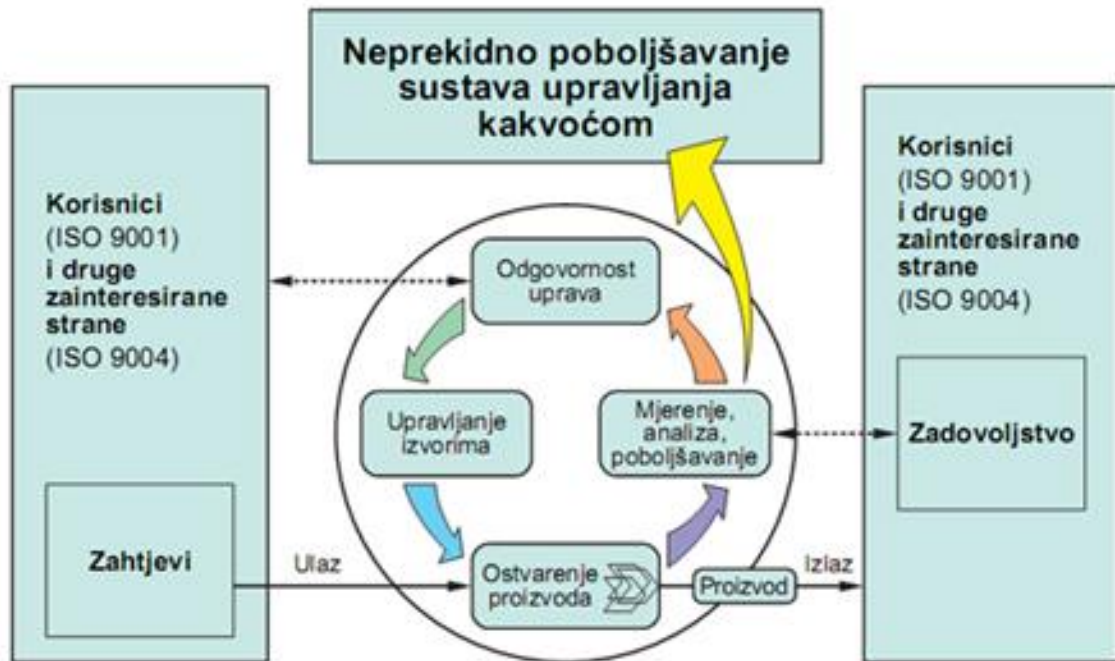 Neprekidno poboljšavanje
sustava upravljanja
kakvoćom
Korisnici
(ISO 9001)
i druge
zainteresirane
strane
(ISO 9004)
Zahtjevi
Ulaz
Odgovornost
uprava
Upravljanje
izvorima
Mjerenje,
analiza,
poboljšavanje
Ostvarenje
proizvoda
Proizvod
Izlaz
Korisnici
(ISO 9001)
i druge
zainteresirane
strane
(ISO 9004)
Zadovoljstvo